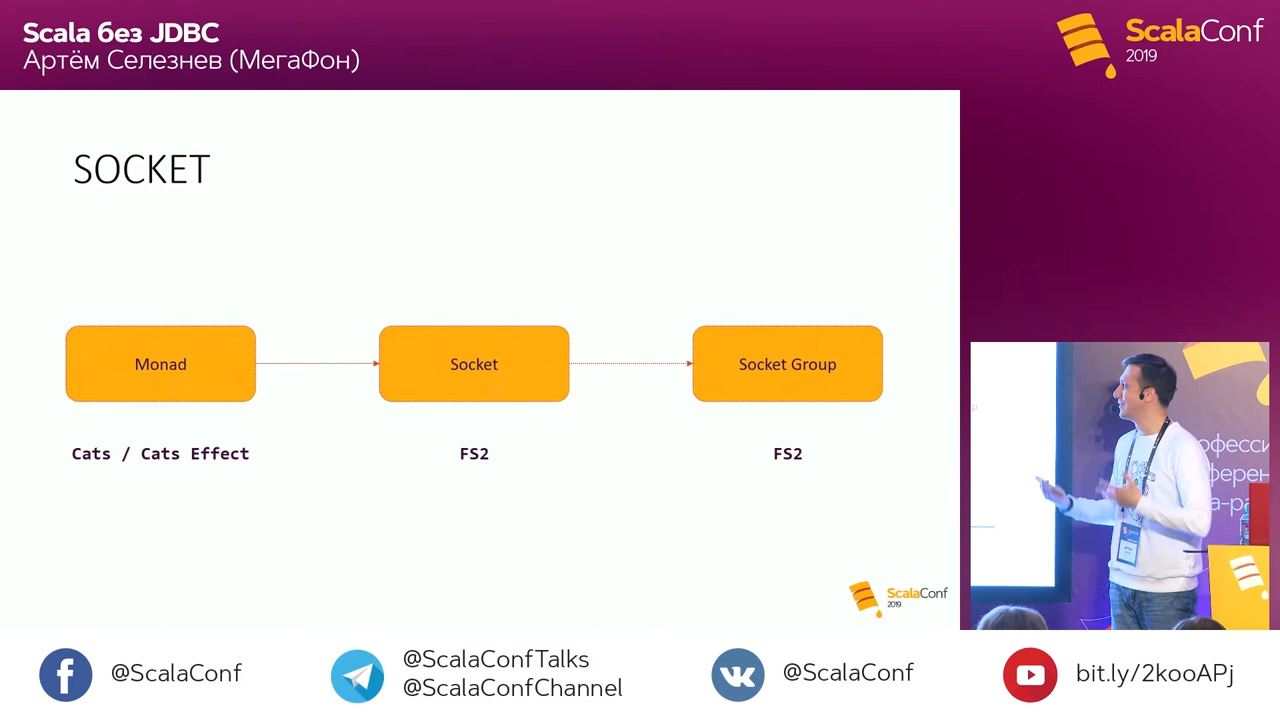 Scala без JDBC
Артём Селезнев (МегаФон)
ScalaConf
2019
SOCKET
Monad
Socket
Socket Group
Cats / Cats Effect
FS2
FS2
ScalaConf
2019
@ScalaConf
@ScalaConfTalks
@ScalaConfChannel
@ScalaConf
bit.ly/2kooAPj